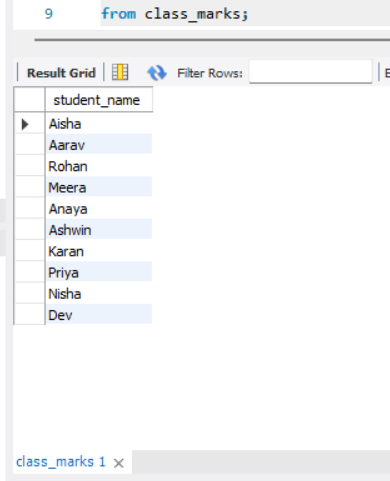 9 from class_marks;
Result Grid Filter Rows: E
student_name
Aisha
Aarav
Rohan
Meera
Anaya
Ashwin
Karan
Priya
Nisha
Dev
class_marks 1